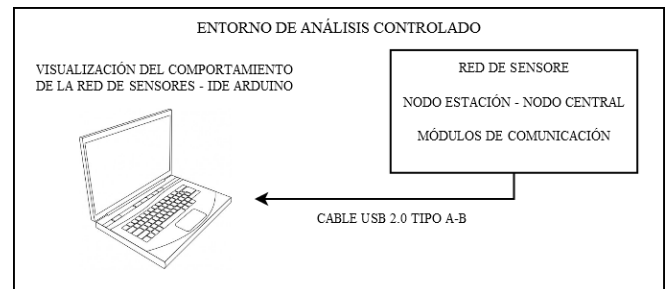 ENTORNO DE ANÁLISIS CONTROLADO
VISUALIZACIÓN DEL COMPORTAMIENTO
DE LA RED DE SENSORES - IDE ARDUINO
RED DE SENSORE
NODO ESTACIÓN - NODO CENTRAL
MÓDULOS DE COMUNICACIÓN
CABLE USB 2.0 TIPO A-B